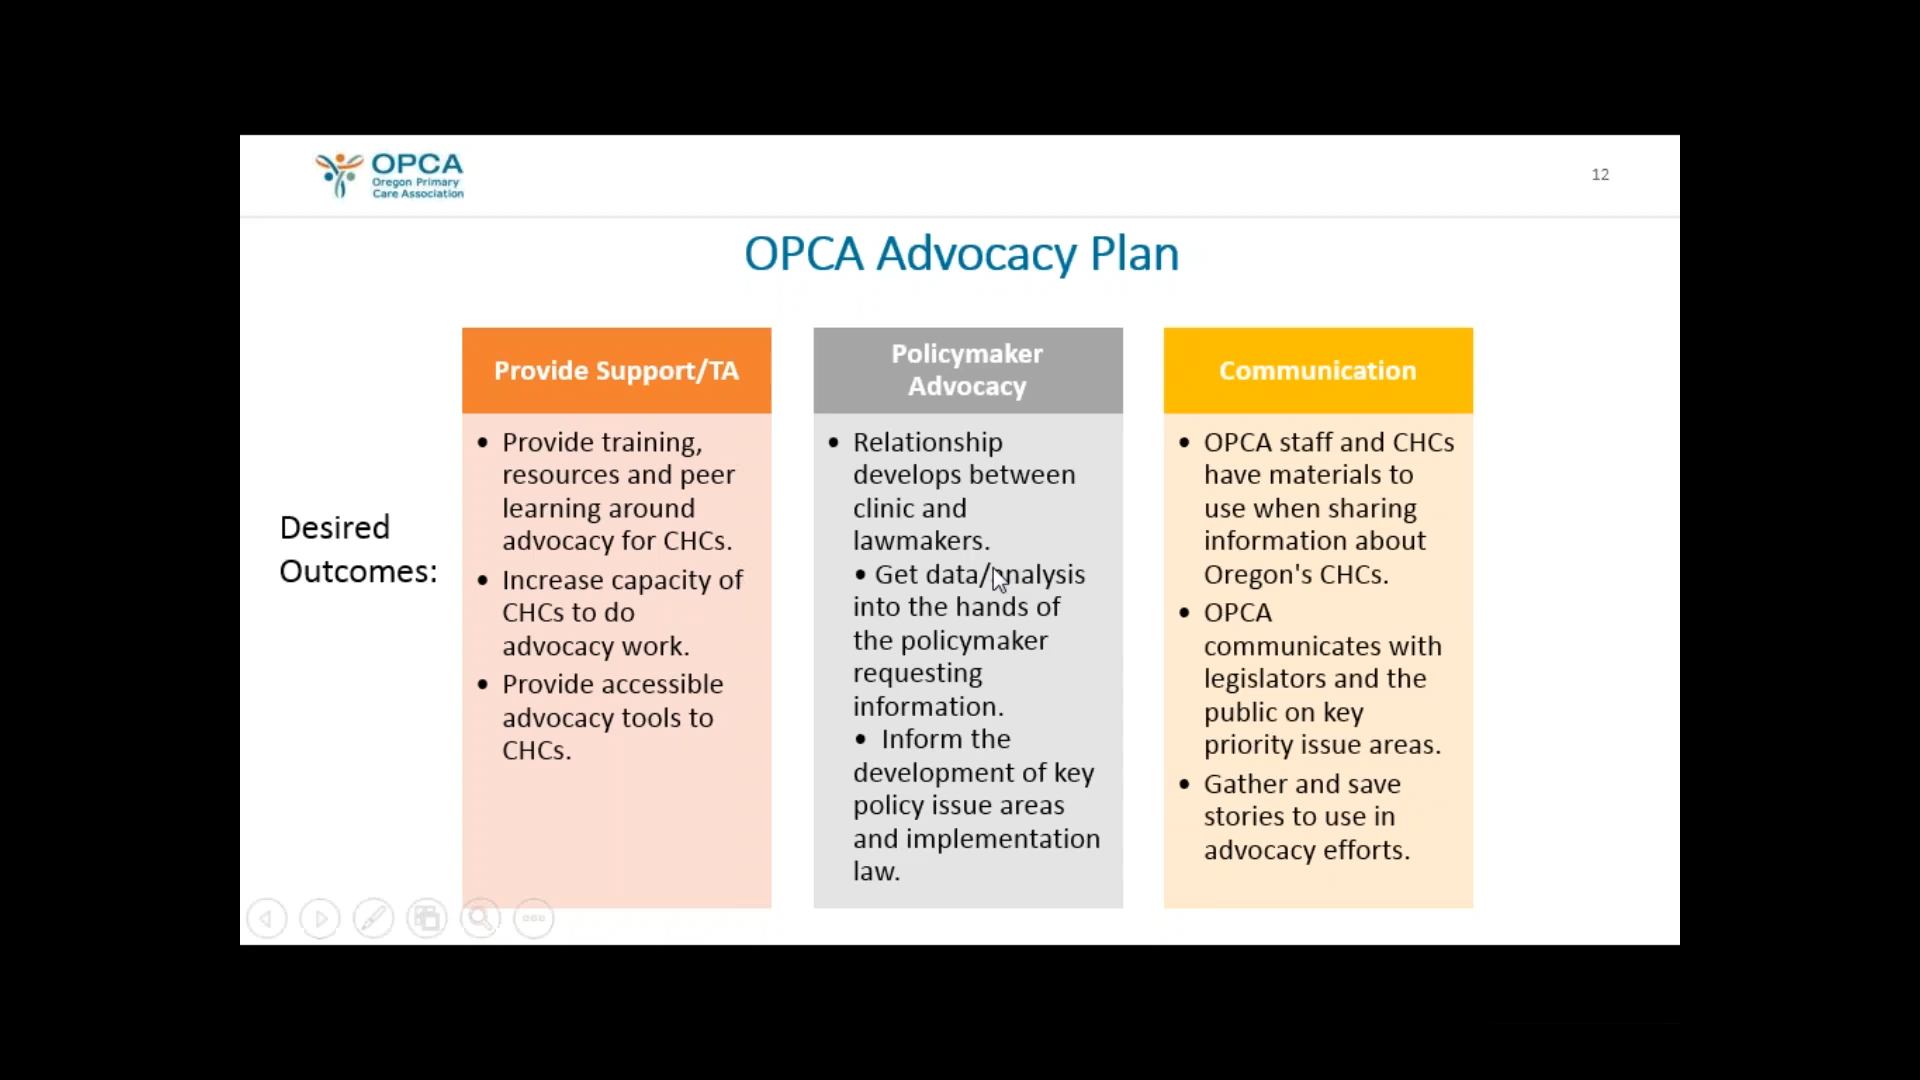 OPCA
Oregon Primary
Care Association
12
OPCA Advocacy Plan
Desired
Outcomes:
Provide Support/TA
• Provide training,
resources and peer
learning around
advocacy for CHCs.
• Increase capacity of
CHCs to do
advocacy work.
• Provide accessible
advocacy tools to
CHCs.
Policymaker
Advocacy
• Relationship
develops between
clinic and
lawmakers.
• Get data/analysis
into the hands of
the policymaker
requesting
information.
• Inform the
development of key
policy issue areas
and implementation
law.
Communication
• OPCA staff and CHCs
have materials to
use when sharing
information about
Oregon's CHCs.
• OPCA
communicates with
legislators and the
public on key
priority issue areas.
• Gather and save
stories to use in
advocacy efforts.